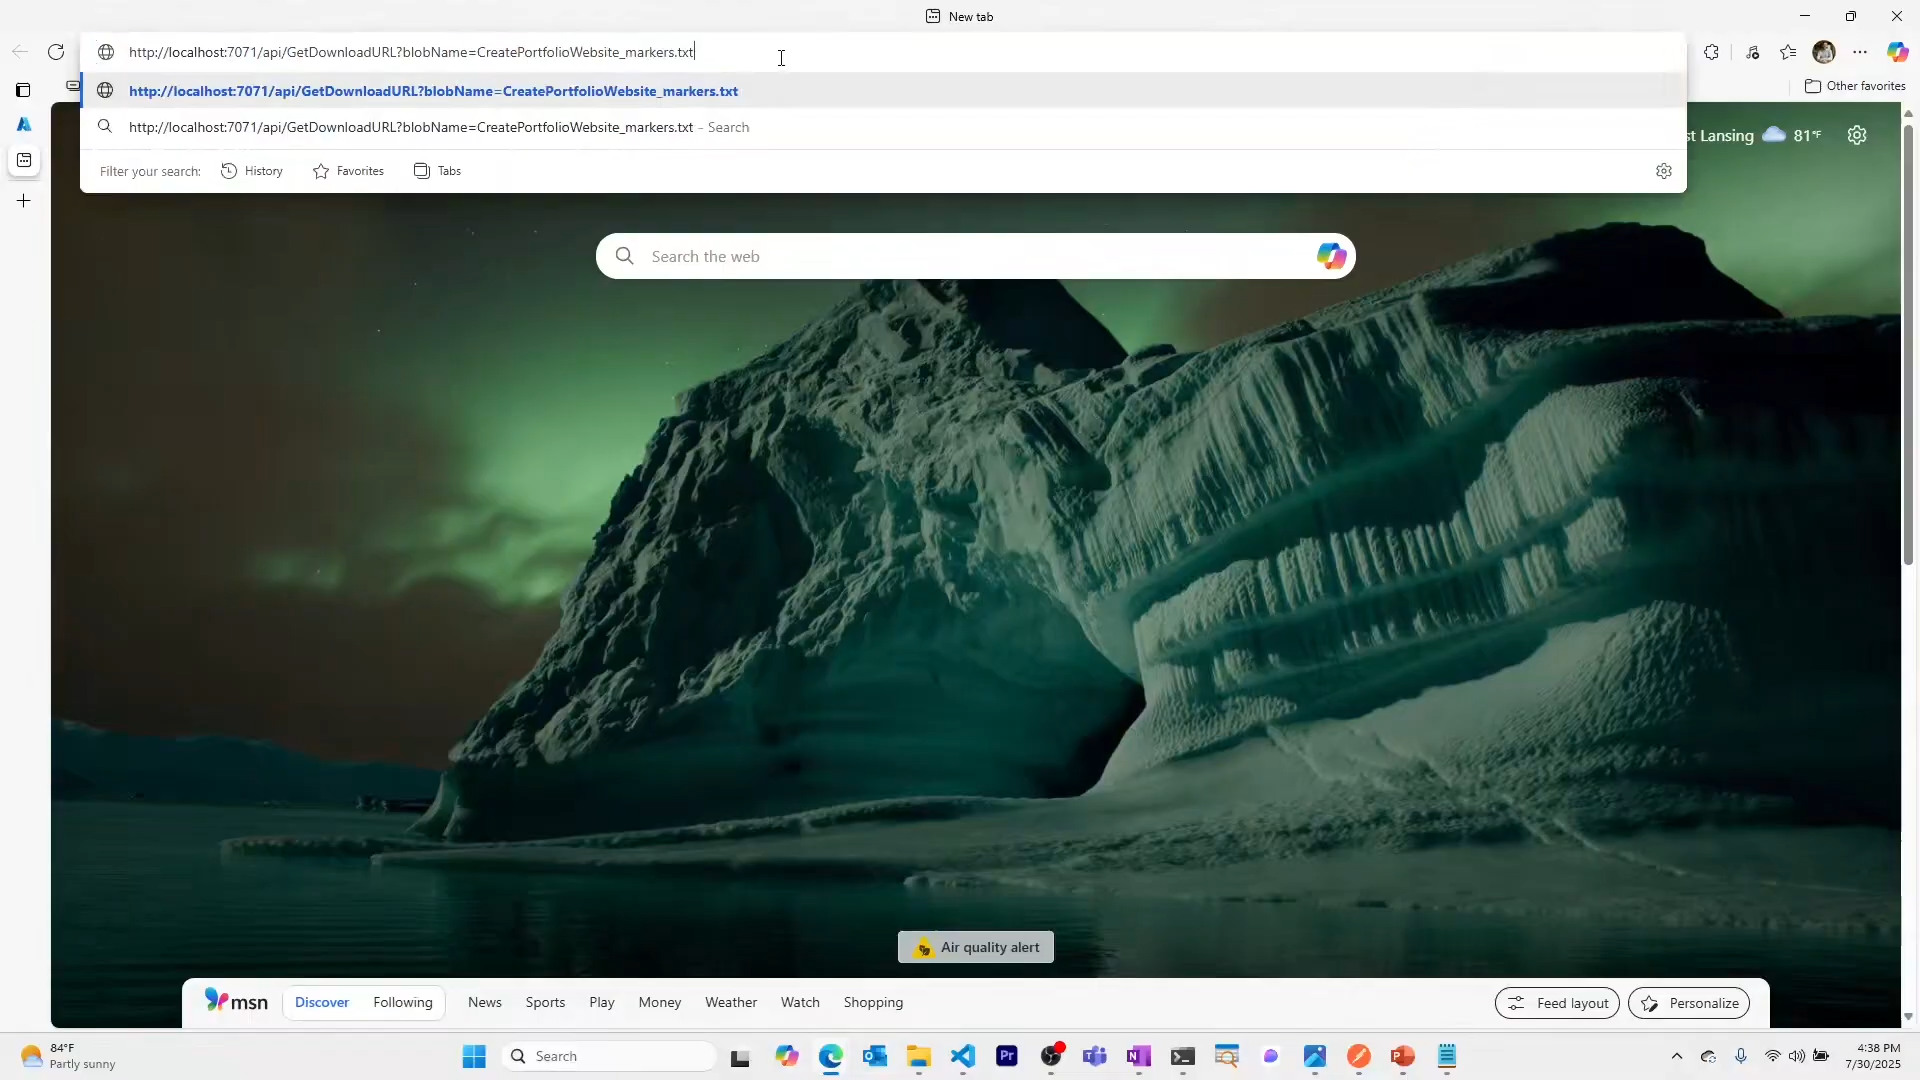 New tab
http://localhost:7071/api/GetDownloadURL?blobName=CreatePortfolioWebsite_markers.txt
http://localhost:7071/api/GetDownloadURL?blobName=CreatePortfolioWebsite_markers.txt
http://localhost:7071/api/GetDownloadURL?blobName=CreatePortfolioWebsite_markers.txt - Search
Filter your search: History Favorites Tabs
Other favorites
st Lansing 81°F
Search the web
Air quality alert
msn Discover Following News Sports Play Money Weather Watch Shopping Feed layout Personalize
84°F
Partly sunny
Search
Pr
4:38 PM
7/30/2025